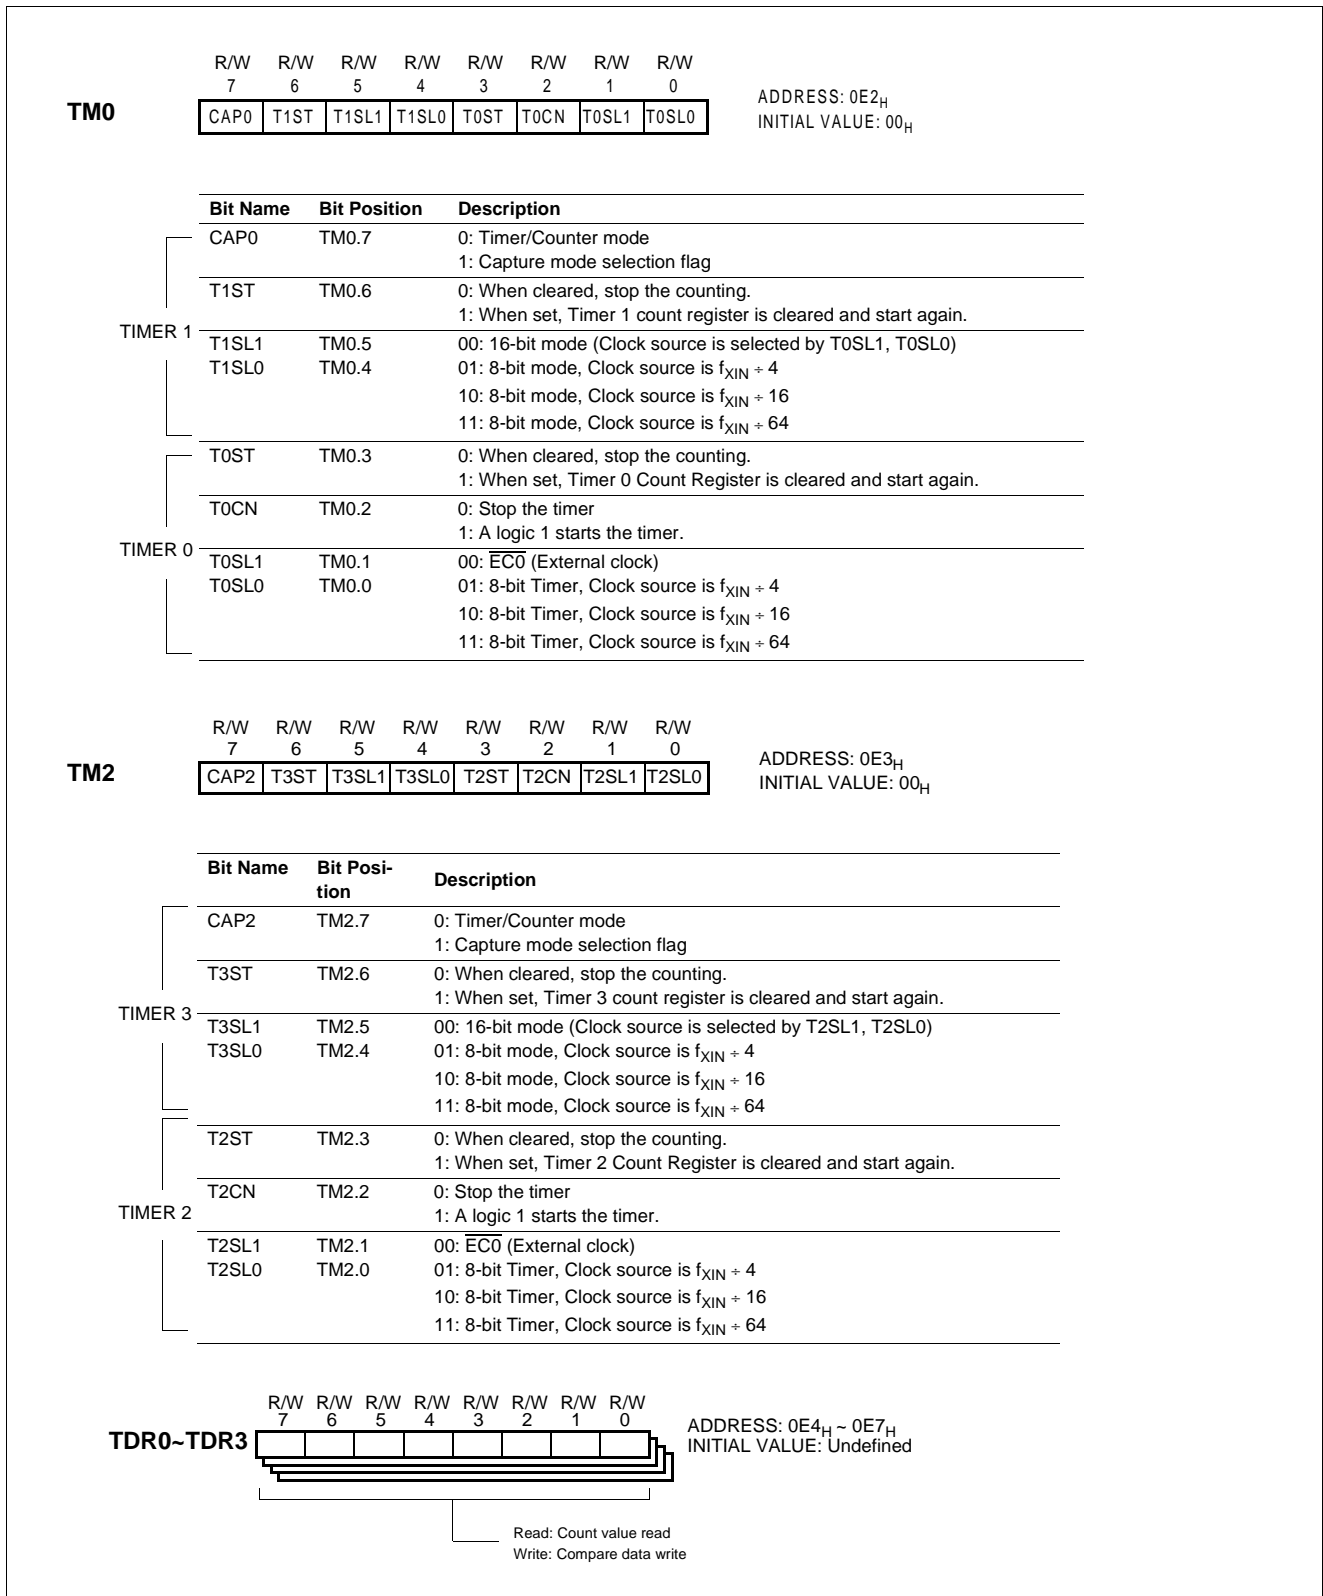 R/W R/W R/W R/W R/W R/W R/W R/W
7 6 5 4 3 2 1 0
TM0
CAP0 T1ST T1SL1 T1SL0 T0ST T0CN T0SL1 T0SL0
ADDRESS: 0E2H
INITIAL VALUE: 00H
Bit Name Bit Position Description
CAP0 TM0.7 0: Timer/Counter mode
1: Capture mode selection flag
T1ST TM0.6 0: When cleared, stop the counting.
1: When set, Timer 1 count register is cleared and start again.
TIMER 1
T1SL1 TM0.5 00: 16-bit mode (Clock source is selected by T0SL1, T0SL0)
T1SL0 TM0.4 01: 8-bit mode, Clock source is fXIN ÷ 4
10: 8-bit mode, Clock source is fXIN ÷ 16
11: 8-bit mode, Clock source is fXIN ÷ 64
T0ST TM0.3 0: When cleared, stop the counting.
1: When set, Timer 0 Count Register is cleared and start again.
T0CN TM0.2 0: Stop the timer
1: A logic 1 starts the timer.
TIMER 0
T0SL1 TM0.1 00: EC0 (External clock)
T0SL0 TM0.0 01: 8-bit Timer, Clock source is fXIN ÷ 4
10: 8-bit Timer, Clock source is fXIN ÷ 16
11: 8-bit Timer, Clock source is fXIN ÷ 64
R/W R/W R/W R/W R/W R/W R/W R/W
7 6 5 4 3 2 1 0
TM2
CAP2 T3ST T3SL1 T3SL0 T2ST T2CN T2SL1 T2SL0
ADDRESS: 0E3H
INITIAL VALUE: 00H
Bit Name Bit Posi-
tion Description
CAP2 TM2.7 0: Timer/Counter mode
1: Capture mode selection flag
T3ST TM2.6 0: When cleared, stop the counting.
1: When set, Timer 3 count register is cleared and start again.
TIMER 3
T3SL1 TM2.5 00: 16-bit mode (Clock source is selected by T2SL1, T2SL0)
T3SL0 TM2.4 01: 8-bit mode, Clock source is fXIN ÷ 4
10: 8-bit mode, Clock source is fXIN ÷ 16
11: 8-bit mode, Clock source is fXIN ÷ 64
T2ST TM2.3 0: When cleared, stop the counting.
1: When set, Timer 2 Count Register is cleared and start again.
T2CN TM2.2 0: Stop the timer
1: A logic 1 starts the timer.
TIMER 2
T2SL1 TM2.1 00: EC0 (External clock)
T2SL0 TM2.0 01: 8-bit Timer, Clock source is fXIN ÷ 4
10: 8-bit Timer, Clock source is fXIN ÷ 16
11: 8-bit Timer, Clock source is fXIN ÷ 64
R/W R/W R/W R/W R/W R/W R/W R/W
7 6 5 4 3 2 1 0
TDR0~TDR3
ADDRESS: 0E4H ~ 0E7H
INITIAL VALUE: Undefined
Read: Count value read
Write: Compare data write